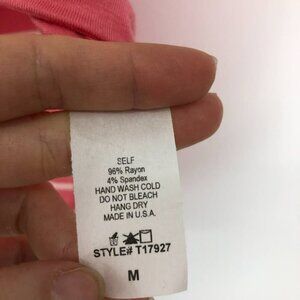 SELF
96% Rayon
4% Spandex
HAND WASH COLD
DO NOT BLEACH
HANG DRY
MADE IN U.S.A.
STYLE# T17927
M